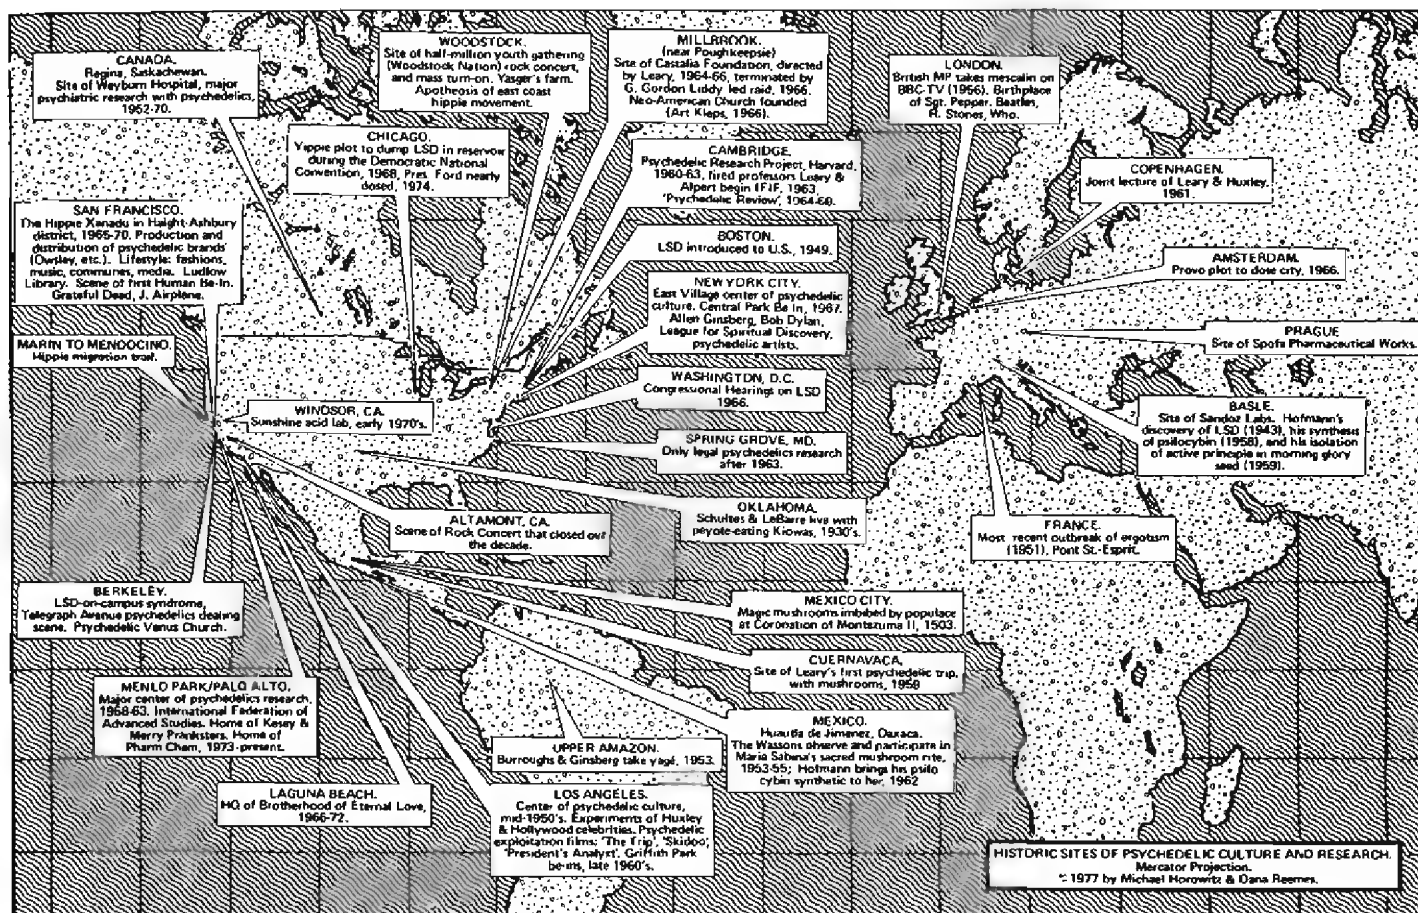 CANADA.
Regina, Saskachewan.
Site of Weyburn Hospital, major
psychiatric research with psychedelics,
1952-70.
WOODSTOCK.
Site of half-million youth gathering
(Woodstock Nation) rock concert,
and mass turn-on. Yasger's farm.
Apotheosis of east coast
hippie movement.
MILLBROOK.
(near Poughkeepsie)
Site of Castalia Foundation, directed
by Leary, 1964-66, terminated by
G. Gordon Liddy led raid, 1966.
Neo-American Church founded
(Art Kleps, 1966).
LONDON.
British MP takes mescalin on
BBC-TV (1956). Birthplace
of Sgt. Pepper, Beatles,
R. Stones, Who.
CHICAGO.
Yippie plot to dump LSD in reservoir
during the Democratic National
Convention, 1968, Pres. Ford nearly
dosed, 1974.
CAMBRIDGE.
Psychedelic Research Project, Harvard,
1960-63, fired professors Leary &
Alpert begin IFIF, 1963,
'Psychedelic Review', 1964-68.
COPENHAGEN.
Joint lecture of Leary & Huxley,
1961.
SAN FRANCISCO.
The Hippie Xanadu in Haight-Ashbury
district, 1965-70. Production and
distribution of psychedelic 'brands'
(Owsley, etc.). Lifestyle: fashions,
music, communes, media. Ludlow
Library. Scene of first Human Be-In.
Grateful Dead, J. Airplane.
BOSTON.
LSD introduced to U.S., 1949.
AMSTERDAM.
Provo plot to dose city, 1966.
NEW YORK CITY.
East Village center of psychedelic
culture, Central Park Be In, 1967.
Allen Ginsberg, Bob Dylan,
League for Spiritual Discovery,
psychedelic artists.
PRAGUE
Site of Spofa Pharmaceutical Works.
MARIN TO MENDOCINO.
Hippie migration trail.
WASHINGTON, D.C.
Congressional Hearings on LSD
1966.
WINDSOR, CA.
Sunshine acid lab, early 1970's.
BASLE.
Site of Sandoz Labs. Hofmann's
discovery of LSD (1943), his synthesis
of psilocybin (1958), and his isolation
of active principle in morning glory
seed (1959).
SPRING GROVE, MD.
Only legal psychedelics research
after 1963.
OKLAHOMA.
Schultes & LaBarre live with
peyote-eating Kiowas, 1930's.
ALTAMONT, CA.
Scene of Rock Concert that closed out
the decade.
FRANCE.
Most recent outbreak of ergotism
(1951), Pont St.-Esprit.
BERKELEY.
LSD-on-campus syndrome,
Telegraph Avenue psychedelics dealing
scene. Psychedelic Venus Church.
MEXICO CITY.
Magic mushrooms imbibed by populace
at Coronation of Montezuma II, 1503.
CUERNAVACA.
Site of Leary's first psychedelic trip,
with mushrooms, 1959
MENLO PARK/PALO ALTO.
Major center of psychedelics research,
1958-63. International Federation of
Advanced Studies. Home of Kesey &
Merry Pranksters. Home of
Pharm Chem, 1973-present.
MEXICO.
Huautla de Jimenez, Oaxaca.
The Wassons observe and participate in
Maria Sabina's sacred mushroom rite,
1953-55; Hofmann brings his psilo
cybin synthetic to her, 1962
UPPER AMAZON.
Burroughs & Ginsberg take yagé, 1953.
LAGUNA BEACH.
HQ of Brotherhood of Eternal Love,
1966-72.
LOS ANGELES.
Center of psychedelic culture,
mid-1950's. Experiments of Huxley
& Hollywood celebrities. Psychedelic
exploitation films: 'The Trip', 'Skidoo',
'President's Analyst'. Griffith Park
be-ins, late 1960's.
HISTORIC SITES OF PSYCHEDELIC CULTURE AND RESEARCH.
Mercator Projection.
© 1977 by Michael Horowitz & Dana Reemes.